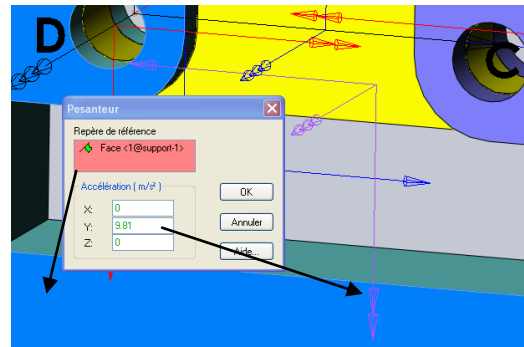 D
C
Pesanteur
Repère de référence
Face <1@support-1>
Accélération ( m/s² )
X: 0
Y: 9.81
Z: 0
OK
Annuler
Aide...